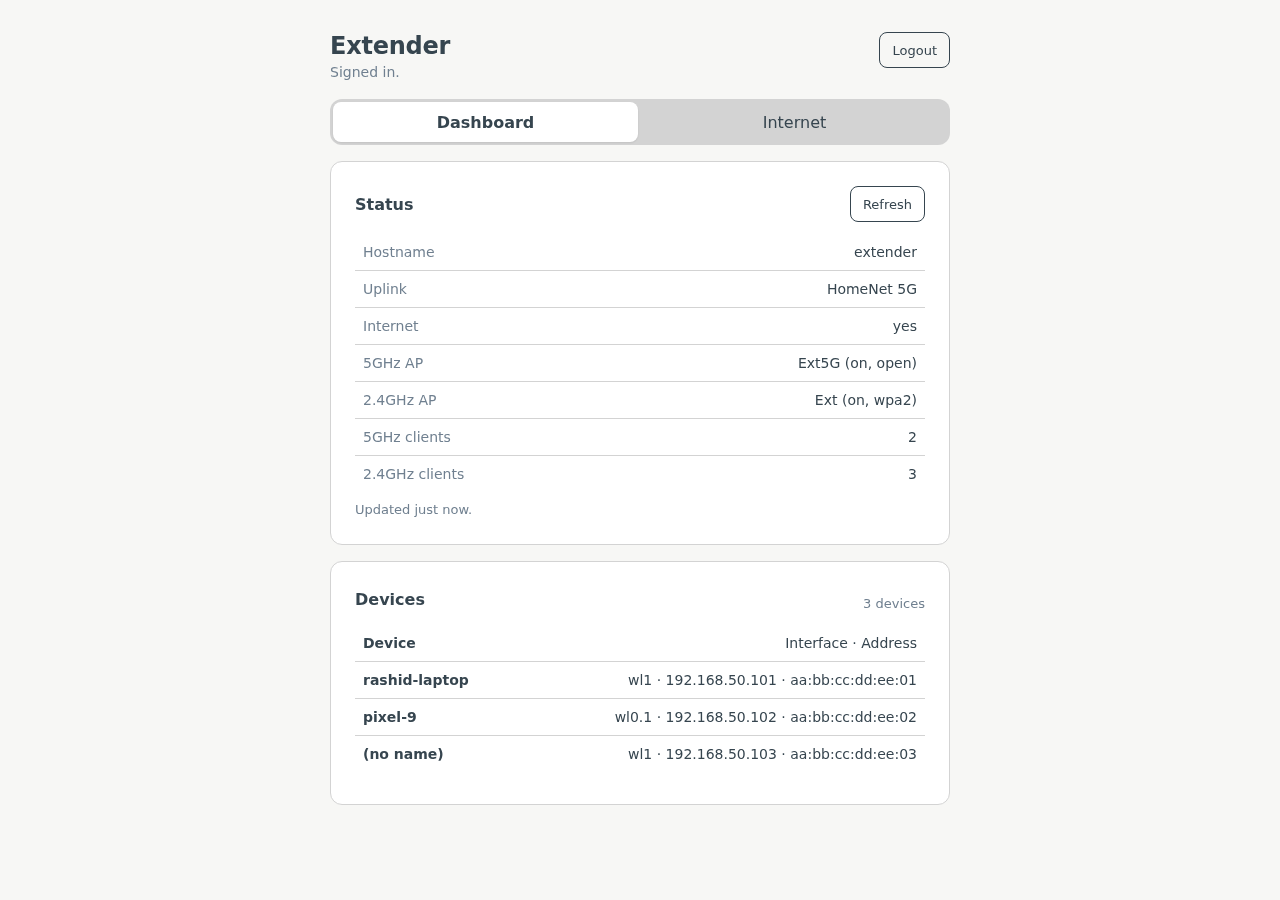 Extender
Signed in.
Logout
Dashboard Internet
Status
Refresh
Hostname extender
Uplink HomeNet 5G
Internet yes
5GHz AP Ext5G (on, open)
2.4GHz AP Ext (on, wpa2)
5GHz clients 2
2.4GHz clients 3
Updated just now.
Devices
3 devices
Device Interface · Address
rashid-laptop wl1 · 192.168.50.101 · aa:bb:cc:dd:ee:01
pixel-9 wl0.1 · 192.168.50.102 · aa:bb:cc:dd:ee:02
(no name) wl1 · 192.168.50.103 · aa:bb:cc:dd:ee:03